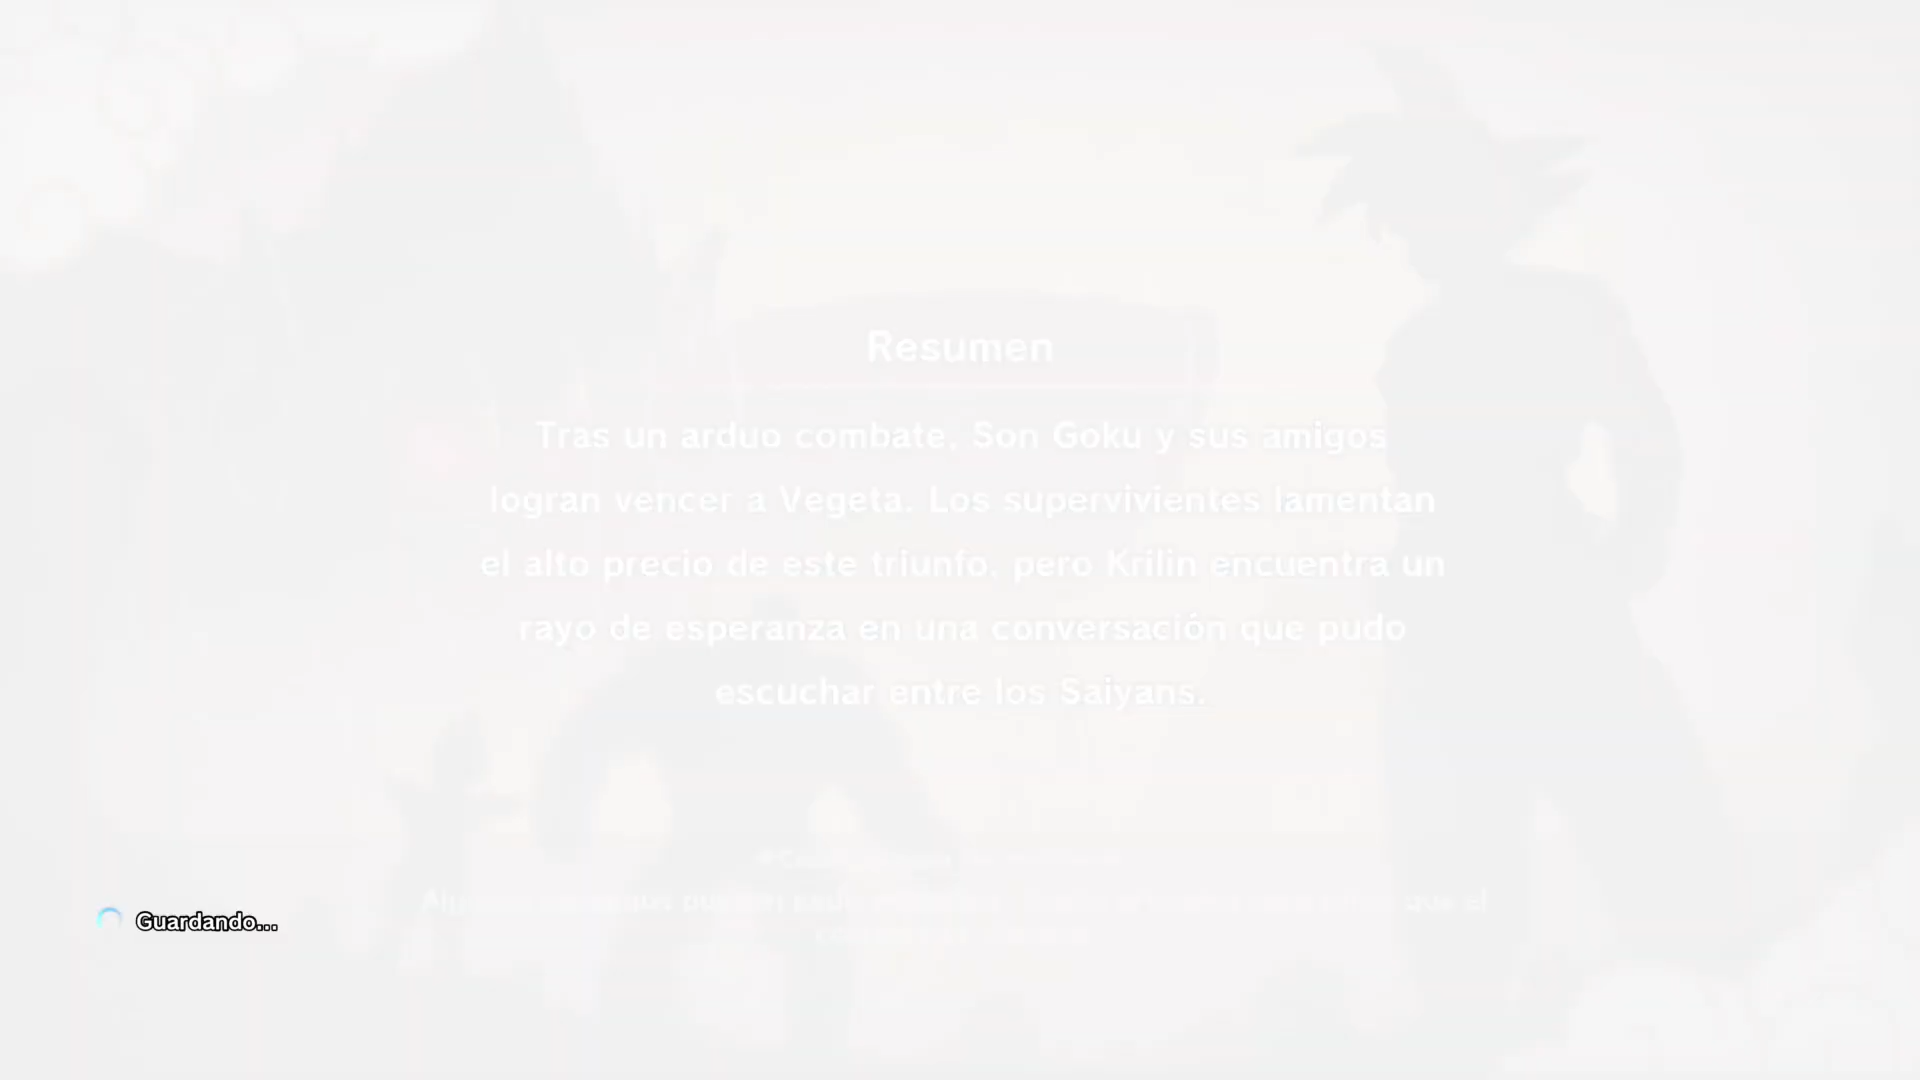 Resumen
Tras un arduo combate, Son Goku y sus amigos
logran vencer a Vegeta. Los supervivientes lamentan
el alto precio de este triunfo, pero Krilin encuentra un
rayo de esperanza en una conversación que pudo
escuchar entre los Saiyans.
que el
Guardando...